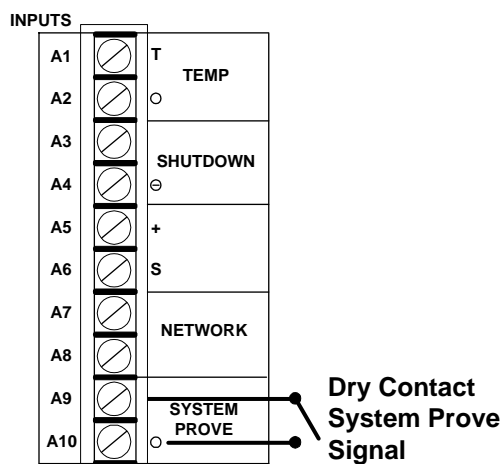 INPUTS
A1 T
TEMP
A2
A3
SHUTDOWN
A4
A5 +
A6 S
A7
NETWORK
A8
A9
SYSTEM
PROVE
A10
Dry Contact
System Prove
Signal